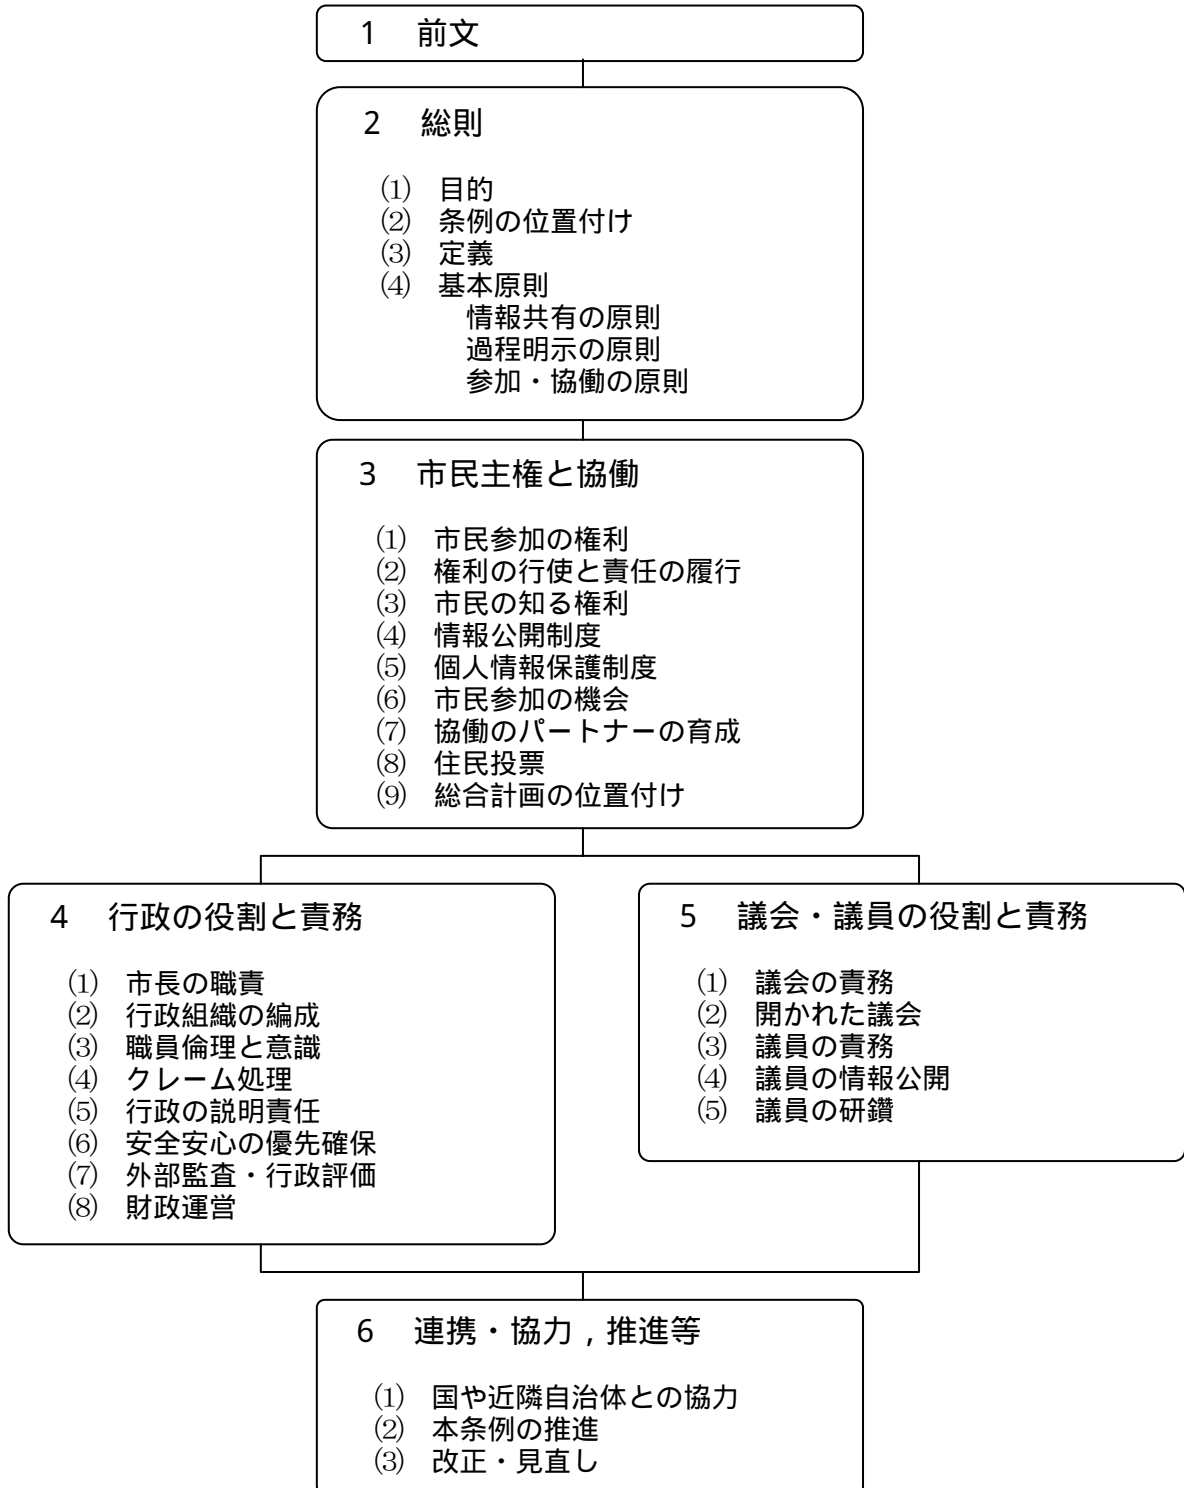 1 前文
2 総則
(1) 目的
(2) 条例の位置付け
(3) 定義
(4) 基本原則
情報共有の原則
過程明示の原則
参加・協働の原則
3 市民主権と協働
(1) 市民参加の権利
(2) 権利の行使と責任の履行
(3) 市民の知る権利
(4) 情報公開制度
(5) 個人情報保護制度
(6) 市民参加の機会
(7) 協働のパートナーの育成
(8) 住民投票
(9) 総合計画の位置付け
4 行政の役割と責務
(1) 市長の職責
(2) 行政組織の編成
(3) 職員倫理と意識
(4) クレーム処理
(5) 行政の説明責任
(6) 安全安心の優先確保
(7) 外部監査・行政評価
(8) 財政運営
5 議会・議員の役割と責務
(1) 議会の責務
(2) 開かれた議会
(3) 議員の責務
(4) 議員の情報公開
(5) 議員の研鑽
6 連携・協力，推進等
(1) 国や近隣自治体との協力
(2) 本条例の推進
(3) 改正・見直し